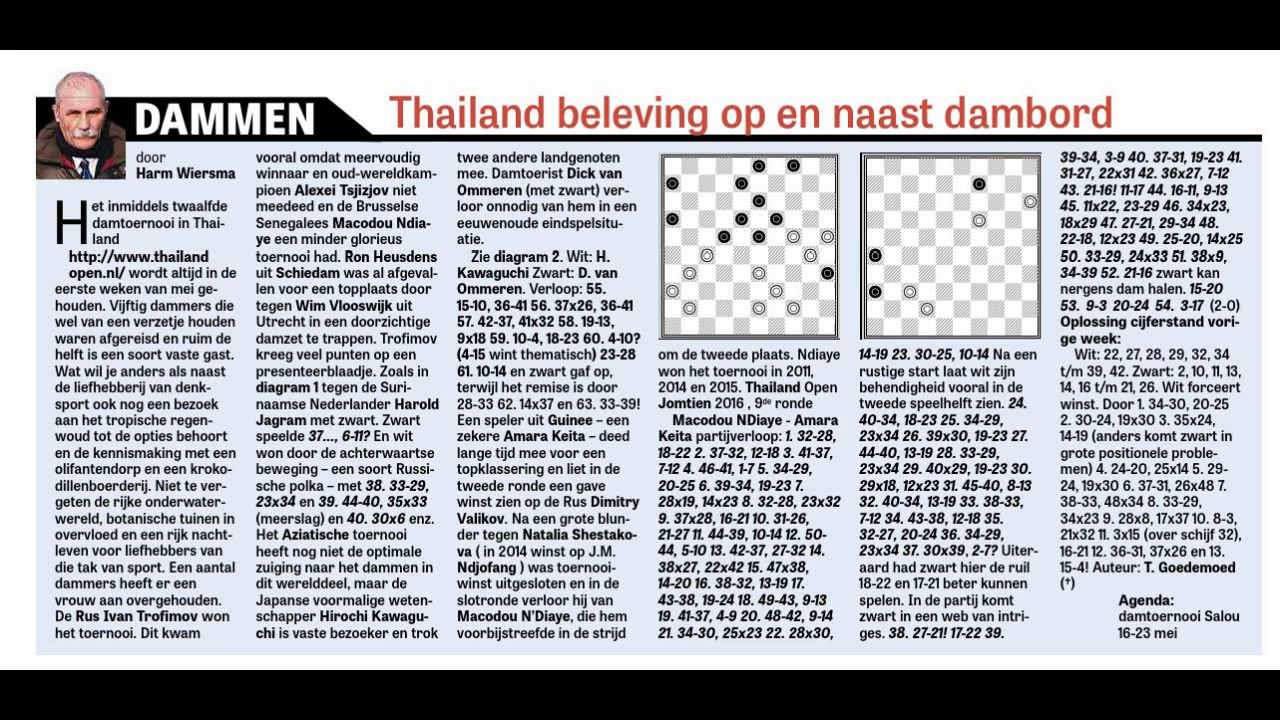 DAMMEN
Thailand beleving op en naast dambord
door
Harm Wiersma
Het inmiddels twaalfde
damtoernooi in Thai-
land
http://www.thailand
open.nl/ wordt altijd in de
eerste weken van mei ge-
houden. Vijftig dammers die
wel van een verzetje houden
waren afgereisd en ruim de
helft is een soort vaste gast.
Wat wil je anders als naast
de liefhebberij van denk-
sport ook nog een bezoek
aan het tropische regen-
woud tot de opties behoort
en de kennismaking met een
olifantendorp en een kroko-
dillenboerderij. Niet te ver-
geten de rijke onderwater-
wereld, botanische tuinen in
overvloed en een rijk nacht-
leven voor liefhebbers van
die tak van sport. Een aantal
dammers heeft er een
vrouw aan overgehouden.
De Rus Ivan Trofimov won
het toernooi. Dit kwam
vooral omdat meervoudig
winnaar en oud-wereldkam-
pioen Alexei Tsjizjov niet
meedeed en de Brusselse
Senegalees Macodou Ndia-
ye een minder glorieus
toernooi had. Ron Heusdens
uit Schiedam was al afgeval-
len voor een topplaats door
tegen Wim Vlooswijk uit
Utrecht in een doorzichtige
damzet te trappen. Trofimov
kreeg veel punten op een
presenteerblaadje. Zoals in
diagram 1 tegen de Suri-
naamse Nederlander Harold
Jagram met zwart. Zwart
speelde 37..., 6-11? En wit
won door de achterwaartse
beweging – een soort Russi-
sche polka – met 38. 33-29,
23x34 en 39. 44-40, 35x33
(meerslag) en 40. 30x6 enz.
Het Aziatische toernooi
heeft nog niet de optimale
zuiging naar het dammen in
dit werelddeel, maar de
Japanse voormalige weten-
schapper Hirochi Kawagu-
chi is vaste bezoeker en trok
twee andere landgenoten
mee. Damtoerist Dick van
Ommeren (met zwart) ver-
loor onnodig van hem in een
eeuwenoude eindspelsitu-
atie.
Zie diagram 2. Wit: H.
Kawaguchi Zwart: D. van
Ommeren. Verloop: 55.
15-10, 36-41 56. 37x26, 36-41
57. 42-37, 41x32 58. 19-13,
9x18 59. 10-4, 18-23 60. 4-10?
(4-15 wint thematisch) 23-28
61. 10-14 en zwart gaf op,
terwijl het remise is door
28-33 62. 14x37 en 63. 33-39!
Een speler uit Guinee – een
zekere Amara Keita – deed
lange tijd mee voor een
topklassering en liet in de
tweede ronde een gave
winst zien op de Rus Dimitry
Valikov. Na een grote blun-
der tegen Natalia Shestako-
va ( in 2014 winst op J.M.
Ndjofang ) was toernooi-
winst uitgesloten en in de
slotronde verloor hij van
Macodou N'Diaye, die hem
voorbijstreefde in de strijd
om de tweede plaats. Ndiaye
won het toernooi in 2011,
2014 en 2015. Thailand Open
Jomtien 2016 , 9de ronde
Macodou NDiaye - Amara
Keita partijverloop: 1. 32-28,
18-22 2. 37-32, 12-18 3. 41-37,
7-12 4. 46-41, 1-7 5. 34-29,
20-25 6. 39-34, 19-23 7.
28x19, 14x23 8. 32-28, 23x32
9. 37x28, 16-21 10. 31-26,
21-27 11. 44-39, 10-14 12. 50-
44, 5-10 13. 42-37, 27-32 14.
38x27, 22x42 15. 47x38,
14-20 16. 38-32, 13-19 17.
43-38, 19-24 18. 49-43, 9-13
19. 41-37, 4-9 20. 48-42, 9-14
21. 34-30, 25x23 22. 28x30,
14-19 23. 30-25, 10-14 Na een
rustige start laat wit zijn
behendigheid vooral in de
tweede speelhelft zien. 24.
40-34, 18-23 25. 34-29,
23x34 26. 39x30, 19-23 27.
44-40, 13-19 28. 33-29,
23x34 29. 40x29, 19-23 30.
29x18, 12x23 31. 45-40, 8-13
32. 40-34, 13-19 33. 38-33,
7-12 34. 43-38, 12-18 35.
32-27, 20-24 36. 34-29,
23x34 37. 30x39, 2-7? Uiter-
aard had zwart hier de ruil
18-22 en 17-21 beter kunnen
spelen. In de partij komt
zwart in een web van intri-
ges. 38. 27-21! 17-22 39.
39-34, 3-9 40. 37-31, 19-23 41.
31-27, 22x31 42. 36x27, 7-12
43. 21-16! 11-17 44. 16-11, 9-13
45. 11x22, 23-29 46. 34x23,
18x29 47. 27-21, 29-34 48.
22-18, 12x23 49. 25-20, 14x25
50. 33-29, 24x33 51. 38x9,
34-39 52. 21-16 zwart kan
nergens dam halen. 15-20
53. 9-3 20-24 54. 3-17 (2-0)
Oplossing cijferstand vori-
ge week:
Wit: 22, 27, 28, 29, 32, 34
t/m 39, 42. Zwart: 2, 10, 11, 13,
14, 16 t/m 21, 26. Wit forceert
winst. Door 1. 34-30, 20-25
2. 30-24, 19x30 3. 35x24,
14-19 (anders komt zwart in
grote positionele proble-
men) 4. 24-20, 25x14 5. 29-
24, 19x30 6. 37-31, 26x48 7.
38-33, 48x34 8. 33-29,
34x23 9. 28x8, 17x37 10. 8-3,
21x32 11. 3x15 (over schijf 32),
16-21 12. 36-31, 37x26 en 13.
15-4! Auteur: T. Goedemoed
(†)
Agenda:
damtoernooi Salou
16-23 mei